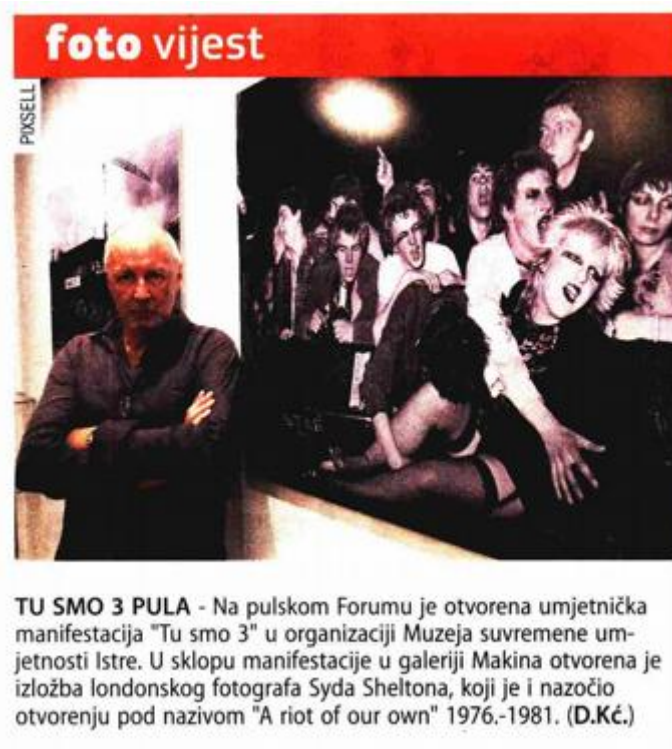 foto vijest
PIXSELL
TU SMO 3 PULA - Na pulskom Forumu je otvorena umjetnička
manifestacija "Tu smo 3" u organizaciji Muzeja suvremene um-
jetnosti Istre. U sklopu manifestacije u galeriji Makina otvorena je
izložba londonskog fotografa Syda Sheltona, koji je i nazočio
otvorenju pod nazivom "A riot of our own" 1976.-1981. (D.Kć.)